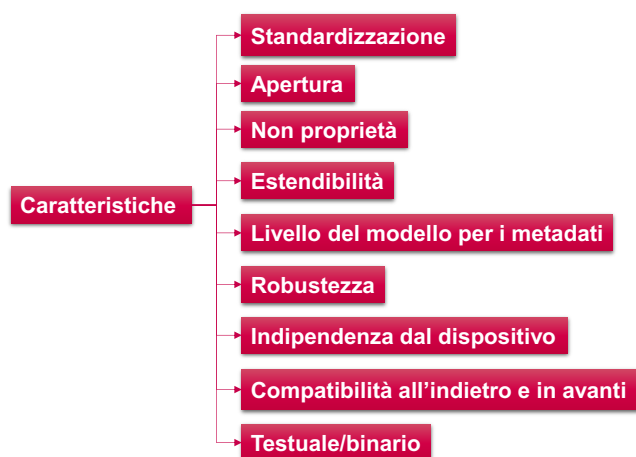 Standardizzazione
Apertura
Non proprietà
Estendibilità
Caratteristiche
Livello del modello per i metadati
Robustezza
Indipendenza dal dispositivo
Compatibilità all’indietro e in avanti
Testuale/binario